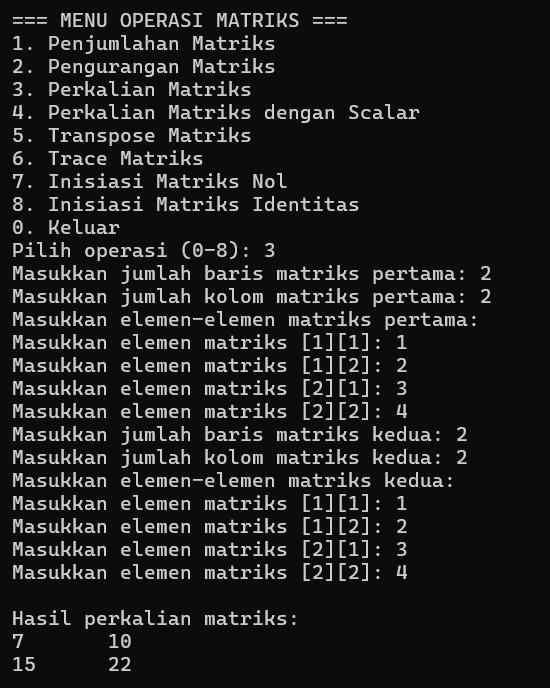 === MENU OPERASI MATRIKS ===
1. Penjumlahan Matriks
2. Pengurangan Matriks
3. Perkalian Matriks
4. Perkalian Matriks dengan Scalar
5. Transpose Matriks
6. Trace Matriks
7. Inisiasi Matriks Nol
8. Inisiasi Matriks Identitas
0. Keluar
Pilih operasi (0-8): 3
Masukkan jumlah baris matriks pertama: 2
Masukkan jumlah kolom matriks pertama: 2
Masukkan elemen-elemen matriks pertama:
Masukkan elemen matriks [1][1]: 1
Masukkan elemen matriks [1][2]: 2
Masukkan elemen matriks [2][1]: 3
Masukkan elemen matriks [2][2]: 4
Masukkan jumlah baris matriks kedua: 2
Masukkan jumlah kolom matriks kedua: 2
Masukkan elemen-elemen matriks kedua:
Masukkan elemen matriks [1][1]: 1
Masukkan elemen matriks [1][2]: 2
Masukkan elemen matriks [2][1]: 3
Masukkan elemen matriks [2][2]: 4

Hasil perkalian matriks:
7       10
15      22